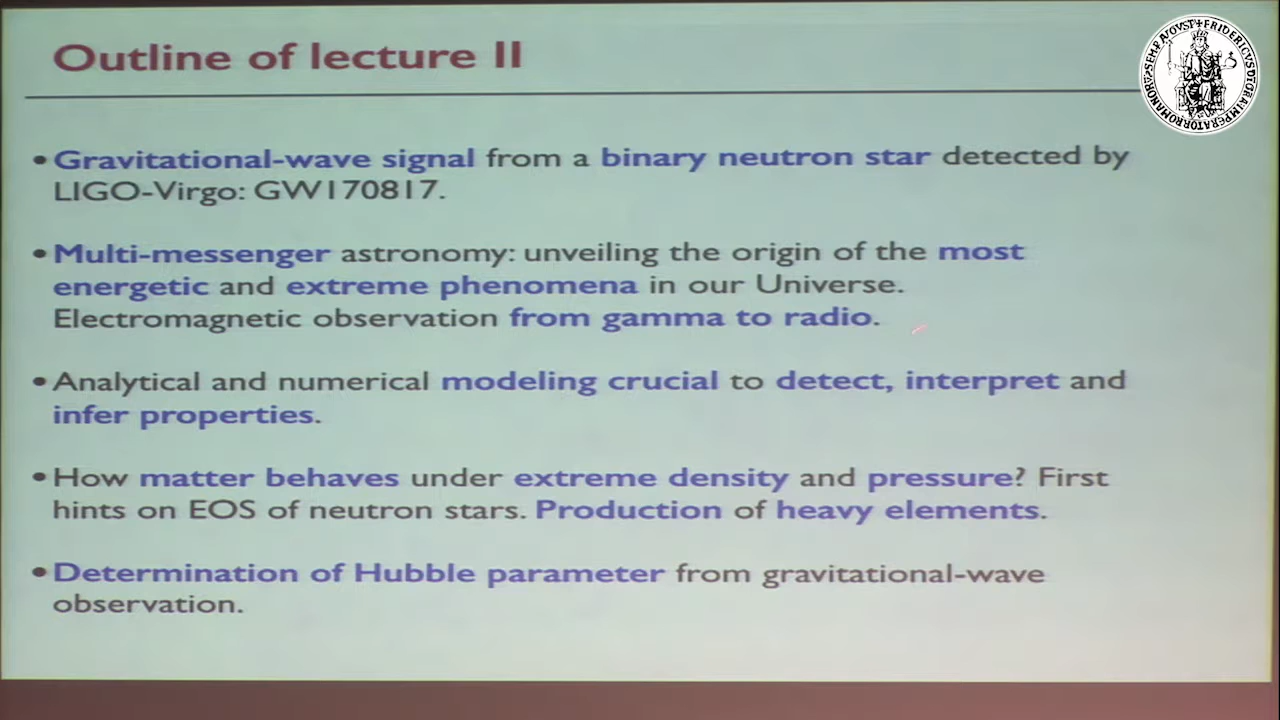 Outline of lecture II
•Gravitational-wave signal from a binary neutron star detected by
LIGO-Virgo: GW170817.
•Multi-messenger astronomy: unveiling the origin of the most
energetic and extreme phenomena in our Universe.
Electromagnetic observation from gamma to radio.
•Analytical and numerical modeling crucial to detect, interpret and
infer properties.
•How matter behaves under extreme density and pressure? First
hints on EOS of neutron stars. Production of heavy elements.
•Determination of Hubble parameter from gravitational-wave
observation.